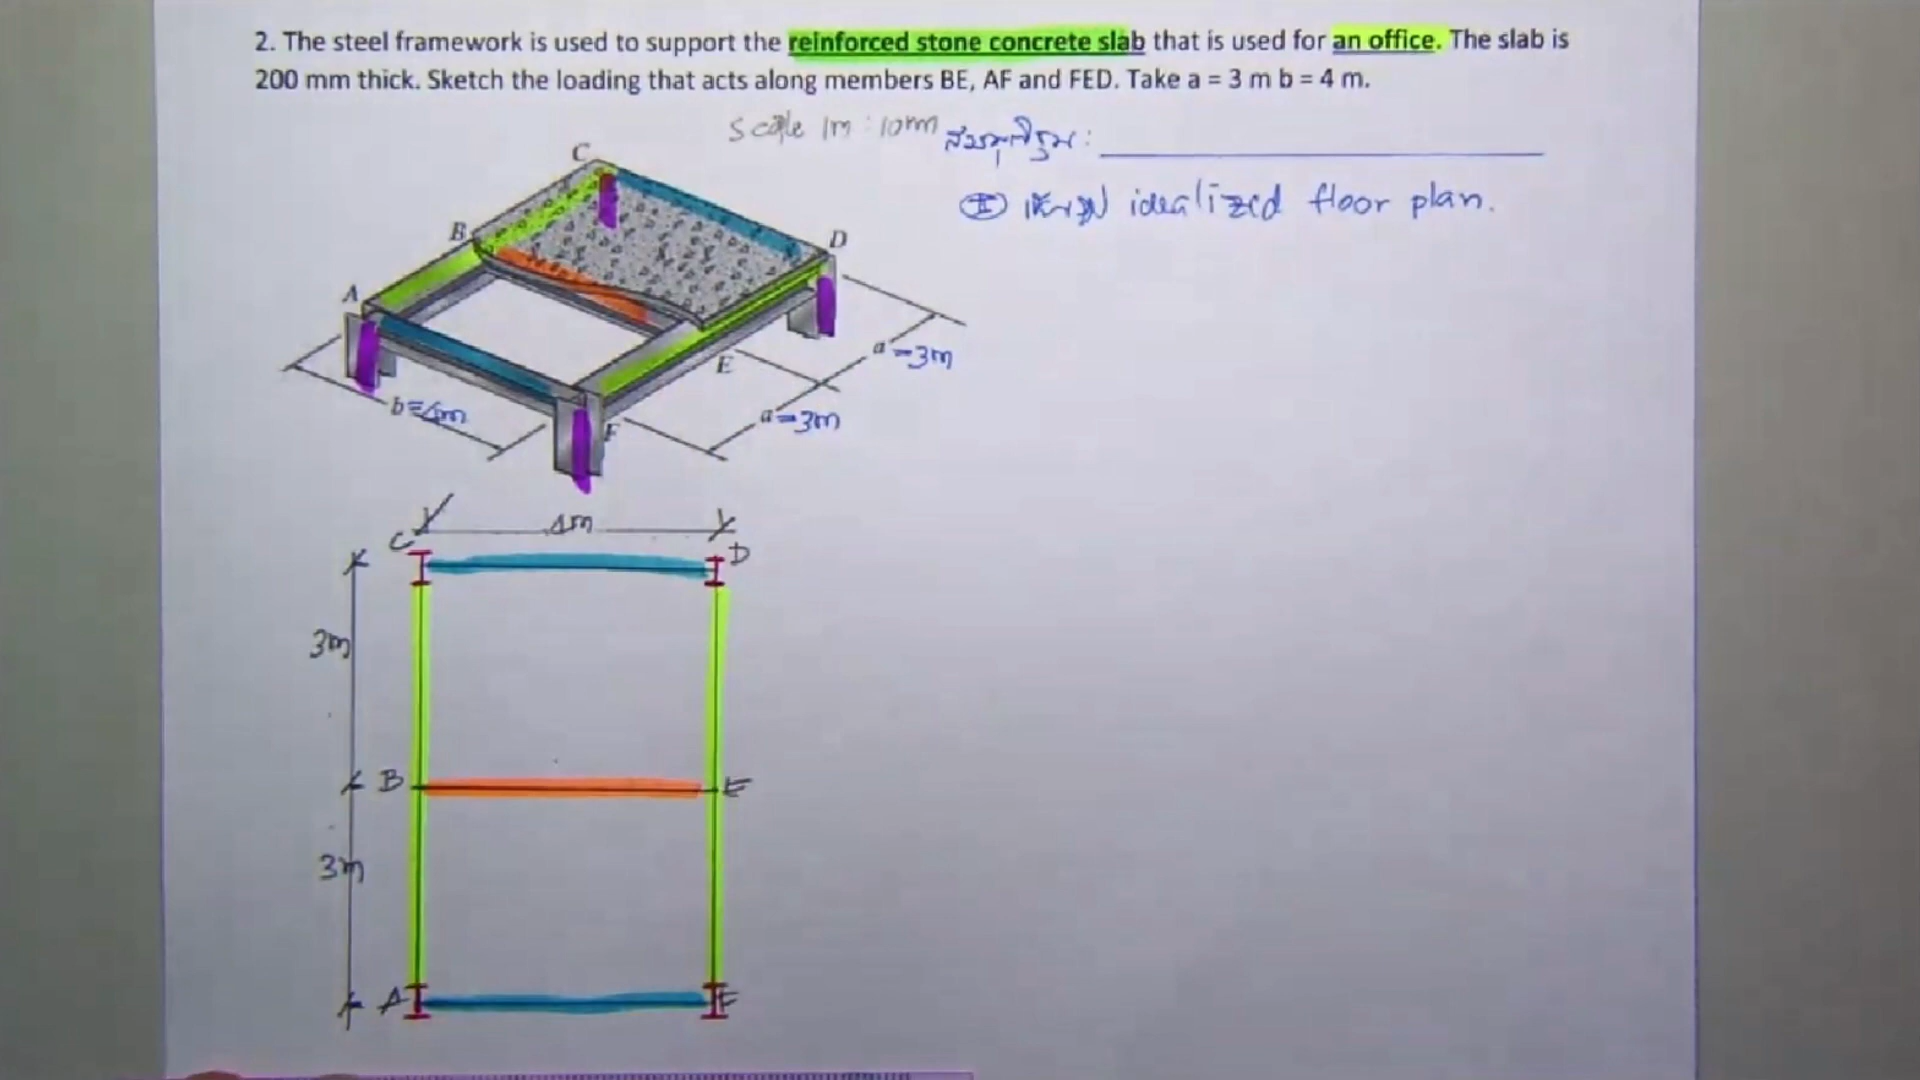 2. The steel framework is used to support the reinforced stone concrete slab that is used for an office. The slab is
200 mm thick. Sketch the loading that acts along members BE, AF and FED. Take a = 3 m b = 4 m.
scale 1m : 10mm
I idealized floor plan.
C
B
D
A
E
a = 3m
b = 4m
a = 3m
F
4m
C
D
3m
B
E
3m
A
F